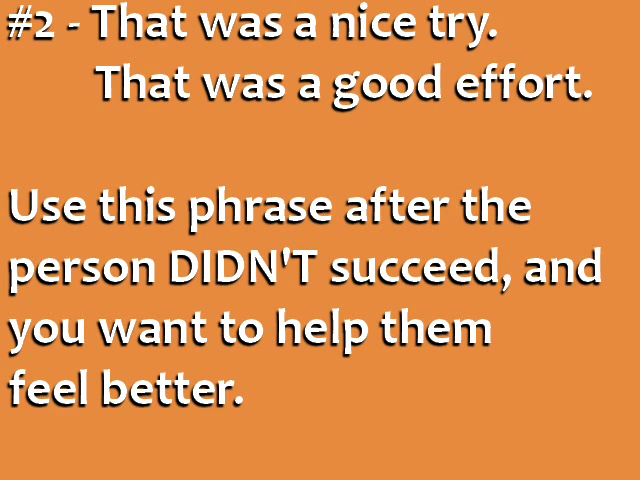 #2 - That was a nice try.
That was a good effort.
Use this phrase after the
person DIDN'T succeed, and
you want to help them
feel better.